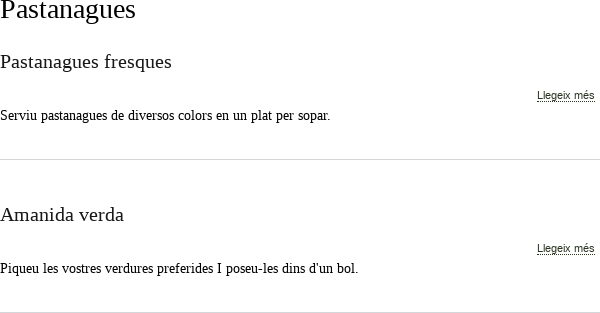 Pastanagues
Pastanagues fresques
Llegeix més
Serviu pastanagues de diversos colors en un plat per sopar.
Amanida verda
Llegeix més
Piqueu les vostres verdures preferides I poseu-les dins d'un bol.